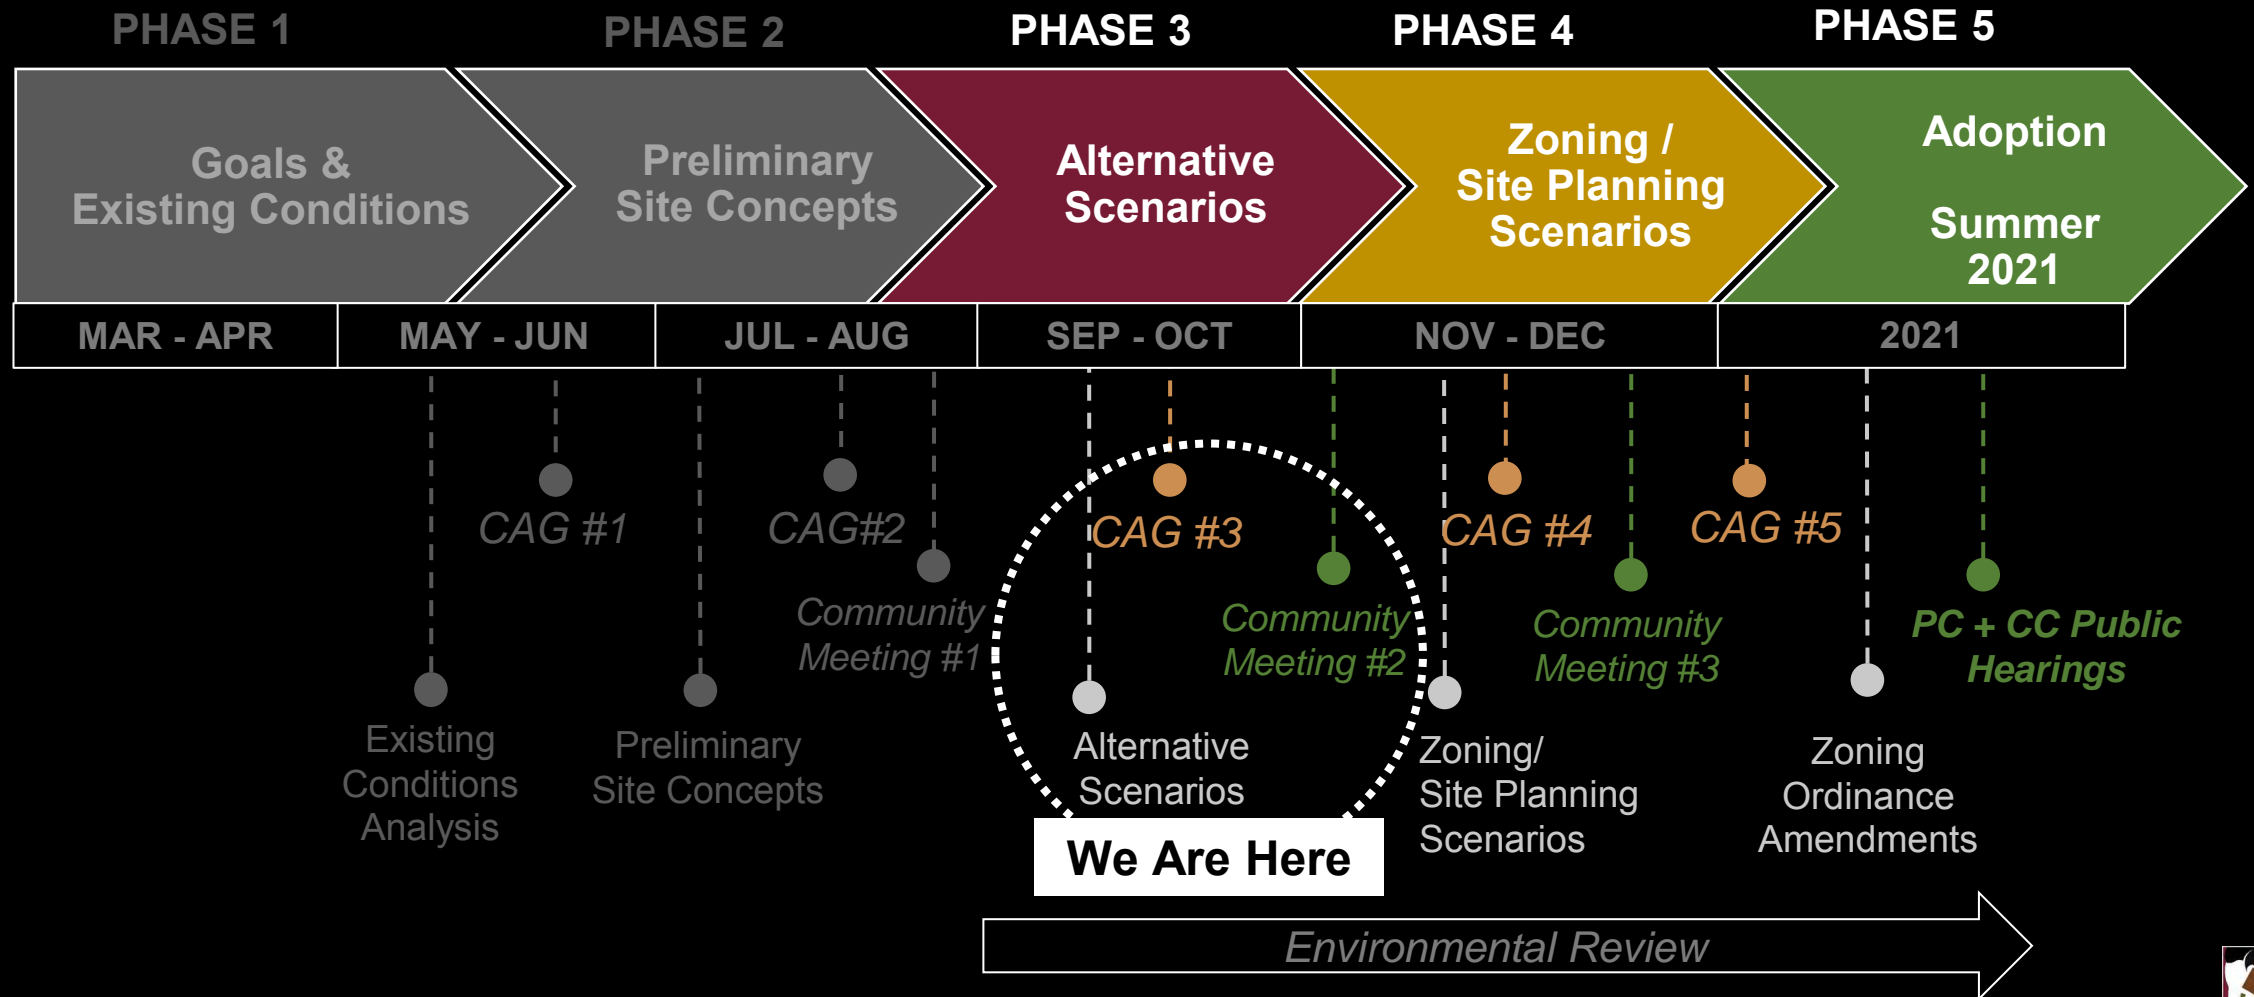 PHASE 1
PHASE 2
PHASE 3
PHASE 4
PHASE 5
Goals &
Existing Conditions
Preliminary
Site Concepts
Alternative
Scenarios
Zoning /
Site Planning
Scenarios
Adoption
Summer
2021
MAR - APR
MAY - JUN
JUL - AUG
SEP - OCT
NOV - DEC
2021
CAG #1
CAG#2
CAG #3
CAG #4
CAG #5
Community
Meeting #1
Community
Meeting #2
Community
Meeting #3
PC + CC Public
Hearings
Existing
Conditions
Analysis
Preliminary
Site Concepts
Alternative
Scenarios
Zoning/
Site Planning
Scenarios
Zoning
Ordinance
Amendments
We Are Here
Environmental Review